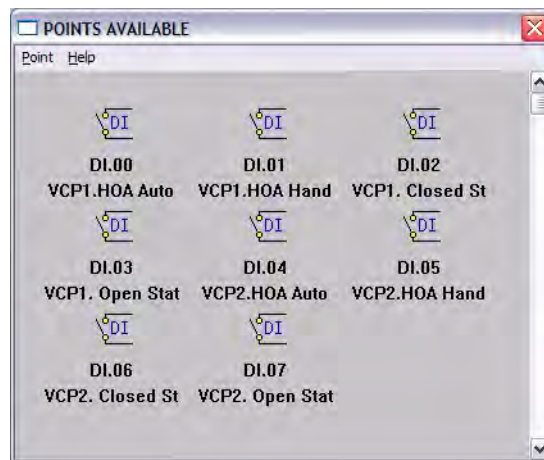 POINTS AVAILABLE
Point Help
DI DI DI
DI.00 DI.01 DI.02
VCP1.HOA Auto VCP1.HOA Hand VCP1. Closed St
DI DI DI
DI.03 DI.04 DI.05
VCP1. Open Stat VCP2.HOA Auto VCP2.HOA Hand
DI DI
DI.06 DI.07
VCP2. Closed St VCP2. Open Stat